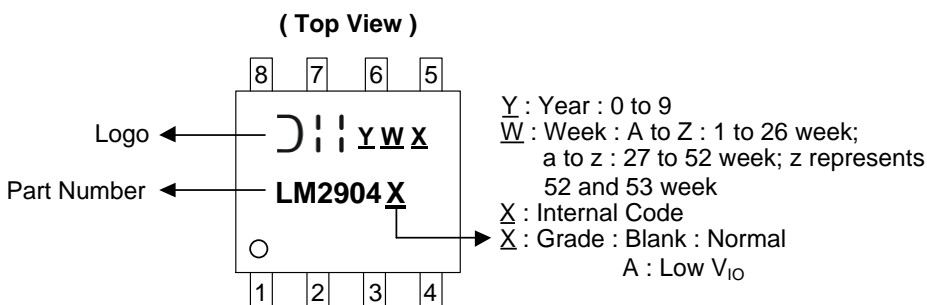 ( Top View )
8 7 6 5
Logo
Y W X
Part Number
LM2904 X
1 2 3 4
Y : Year : 0 to 9
W : Week : A to Z : 1 to 26 week;
a to z : 27 to 52 week; z represents
52 and 53 week
X : Internal Code
X : Grade : Blank : Normal
A : Low VIO